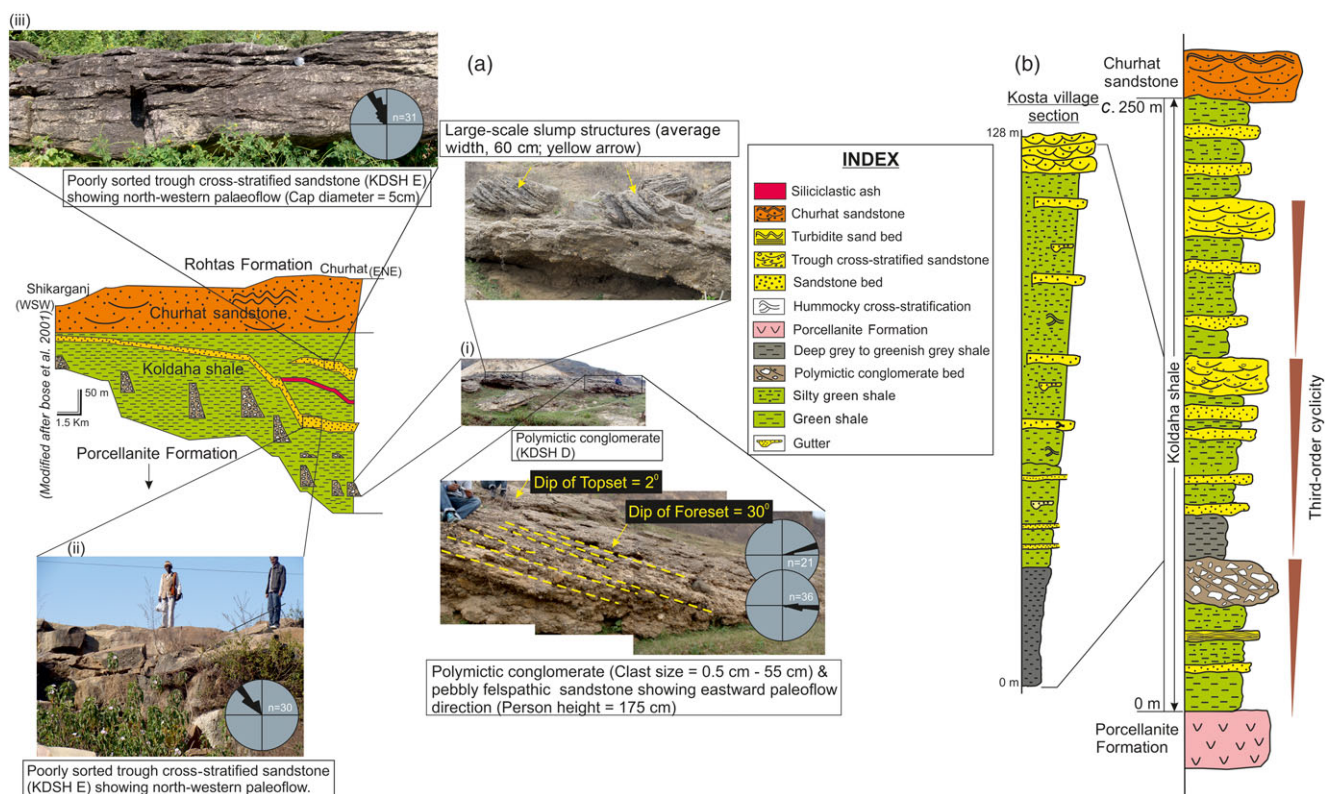 (iii)
n=31
Poorly sorted trough cross-stratified sandstone (KDSH E)
showing north-western palaeoflow (Cap diameter = 5cm)
(a)
Large-scale slump structures (average
width, 60 cm; yellow arrow)
Rohtas Formation
Churhat (ENE)
Shikarganj
(WSW)
Churhat sandstone
Koldaha shale
50 m
1.5 Km
Porcellanite Formation
(Modified after bose et al. 2001)
(i)
Polymictic conglomerate
(KDSH D)
Dip of Topset = 2⁰
Dip of Foreset = 30⁰
n=21
n=36
Polymictic conglomerate (Clast size = 0.5 cm - 55 cm) &
pebbly felspathic sandstone showing eastward paleoflow
direction (Person height = 175 cm)
(ii)
n=30
Poorly sorted trough cross-stratified sandstone
(KDSH E) showing north-western paleoflow.
INDEX
Siliciclastic ash
Churhat sandstone
Turbidite sand bed
Trough cross-stratified sandstone
Sandstone bed
Hummocky cross-stratification
Porcellanite Formation
Deep grey to greenish grey shale
Polymictic conglomerate bed
Silty green shale
Green shale
Gutter
(b)
Kosta village
section
128 m
0 m
Churhat
sandstone
c. 250 m
Koldaha shale
0 m
Porcellanite
Formation
Third-order cyclicity